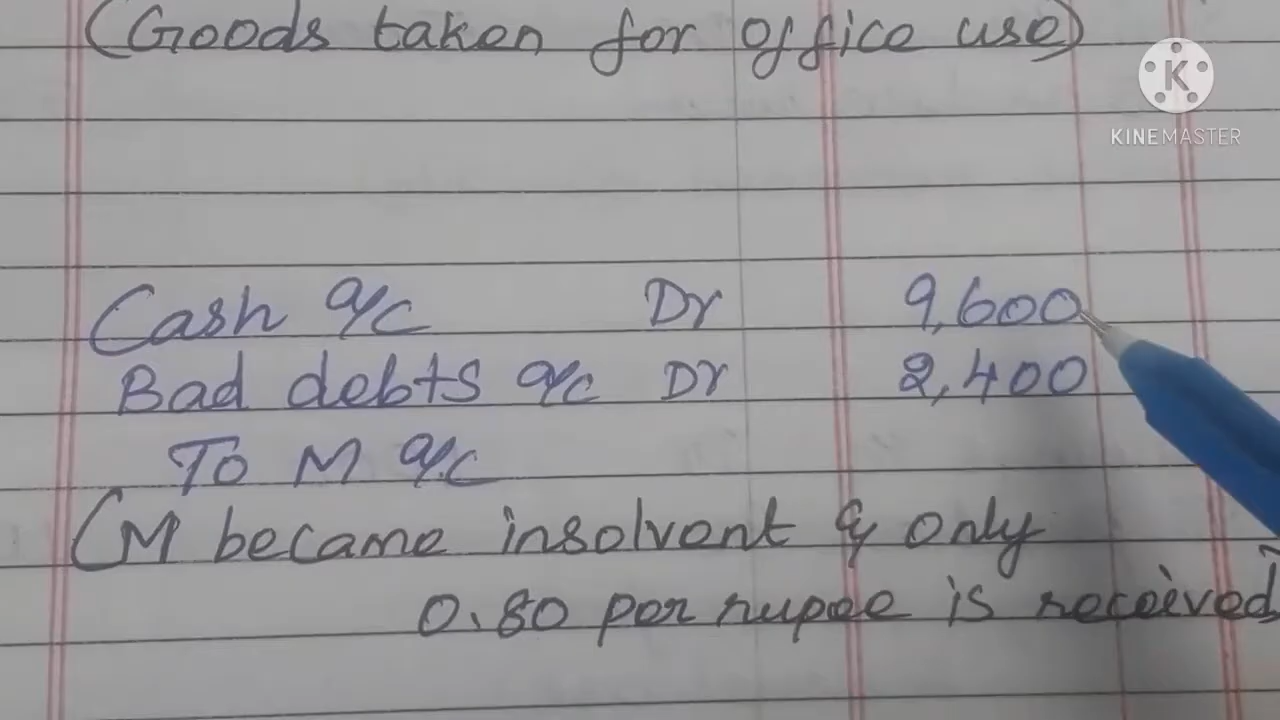 (Goods taken for office use)
K
KINEMASTER
Cash a/c Dr 9,600
Bad debts a/c Dr 2,400
To M a/c
(M became insolvent & only
0.80 per rupee is received)